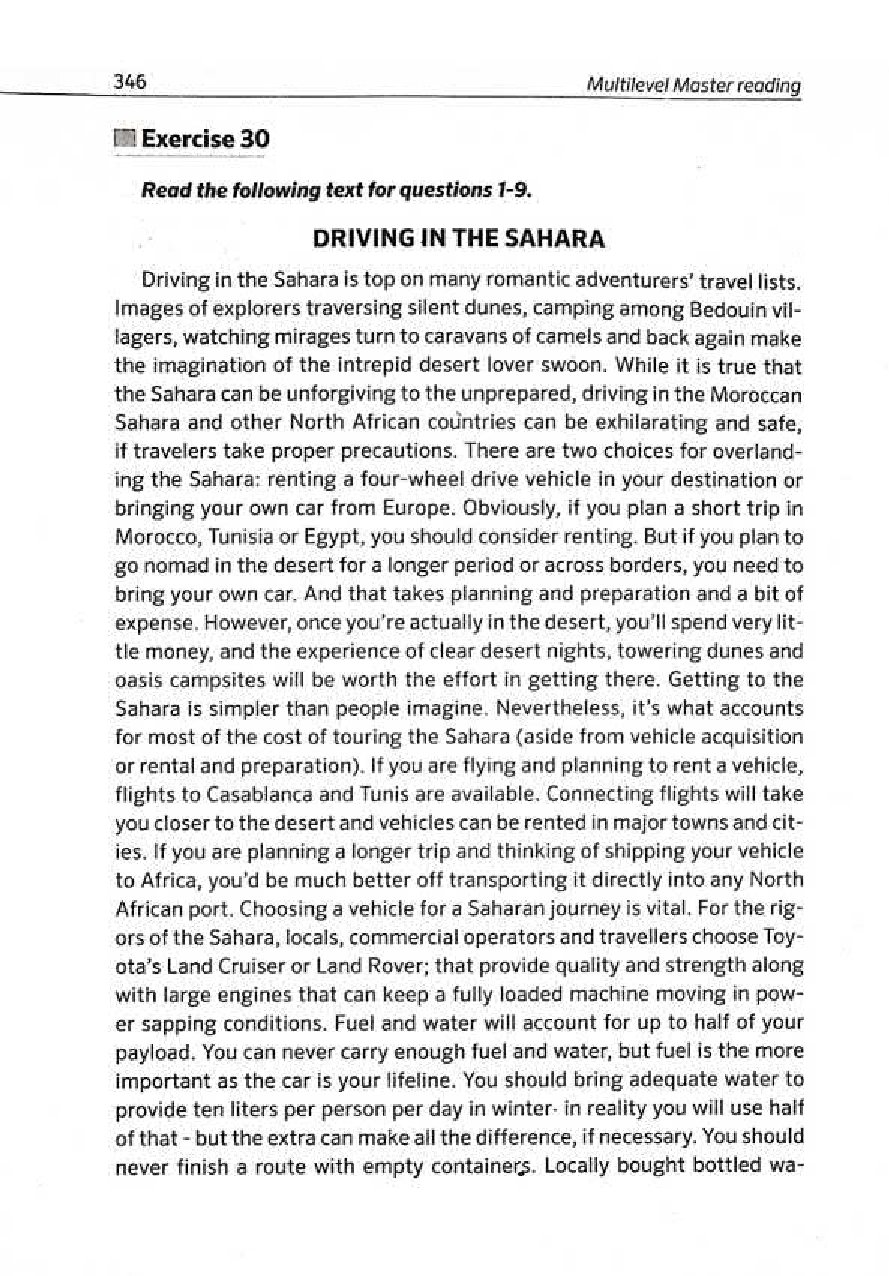 346
Multilevel Master reading
Exercise 30
Read the following text for questions 1-9.
DRIVING IN THE SAHARA
Driving in the Sahara is top on many romantic adventurers' travel lists.
Images of explorers traversing silent dunes, camping among Bedouin vil-
lagers, watching mirages turn to caravans of camels and back again make
the imagination of the intrepid desert lover swoon. While it is true that
the Sahara can be unforgiving to the unprepared, driving in the Moroccan
Sahara and other North African countries can be exhilarating and safe,
if travelers take proper precautions. There are two choices for overland-
ing the Sahara: renting a four-wheel drive vehicle in your destination or
bringing your own car from Europe. Obviously, if you plan a short trip in
Morocco, Tunisia or Egypt, you should consider renting. But if you plan to
go nomad in the desert for a longer period or across borders, you need to
bring your own car. And that takes planning and preparation and a bit of
expense. However, once you're actually in the desert, you'll spend very lit-
tle money, and the experience of clear desert nights, towering dunes and
oasis campsites will be worth the effort in getting there. Getting to the
Sahara is simpler than people imagine. Nevertheless, it's what accounts
for most of the cost of touring the Sahara (aside from vehicle acquisition
or rental and preparation). If you are flying and planning to rent a vehicle,
flights to Casablanca and Tunis are available. Connecting flights will take
you closer to the desert and vehicles can be rented in major towns and cit-
ies. If you are planning a longer trip and thinking of shipping your vehicle
to Africa, you'd be much better off transporting it directly into any North
African port. Choosing a vehicle for a Saharan journey is vital. For the rig-
ors of the Sahara, locals, commercial operators and travellers choose Toy-
ota's Land Cruiser or Land Rover; that provide quality and strength along
with large engines that can keep a fully loaded machine moving in pow-
er sapping conditions. Fuel and water will account for up to half of your
payload. You can never carry enough fuel and water, but fuel is the more
important as the car is your lifeline. You should bring adequate water to
provide ten liters per person per day in winter- in reality you will use half
of that - but the extra can make all the difference, if necessary. You should
never finish a route with empty containers. Locally bought bottled wa-